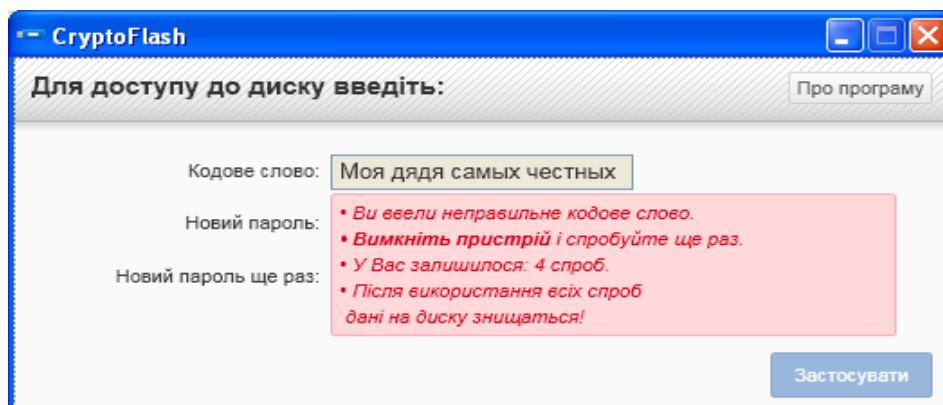 CryptoFlash
Для доступу до диску введіть:
Про програму
Кодове слово: Моя дядя самых честных
Новий пароль:
Новий пароль ще раз:
• Ви ввели неправильне кодове слово.
• Вимкніть пристрій і спробуйте ще раз.
• У Вас залишилося: 4 спроб.
• Після використання всіх спроб
дані на диску знищаться!
Застосувати